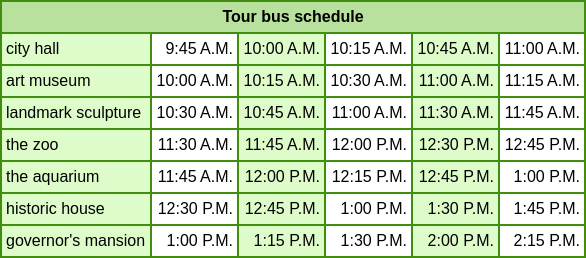 Tour bus schedule
city hall 9:45 A.M. 10:00 A.M. 10:15 A.M. 10:45 A.M. 11:00 A.M.
art museum 10:00 A.M. 10:15 A.M. 10:30 A.M. 11:00 A.M. 11:15 A.M.
landmark sculpture 10:30 A.M. 10:45 A.M. 11:00 A.M. 11:30 A.M. 11:45 A.M.
the zoo 11:30 A.M. 11:45 A.M. 12:00 P.M. 12:30 P.M. 12:45 P.M.
the aquarium 11:45 A.M. 12:00 P.M. 12:15 P.M. 12:45 P.M. 1:00 P.M.
historic house 12:30 P.M. 12:45 P.M. 1:00 P.M. 1:30 P.M. 1:45 P.M.
governor's mansion 1:00 P.M. 1:15 P.M. 1:30 P.M. 2:00 P.M. 2:15 P.M.